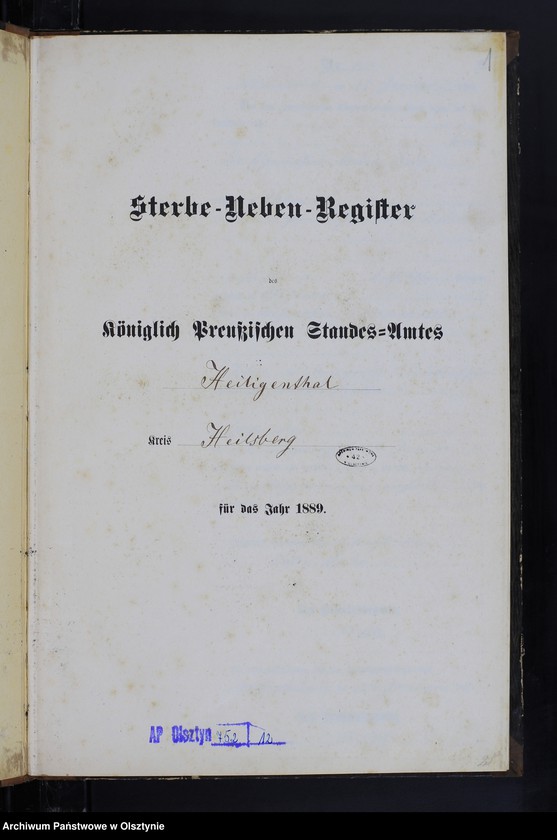 1
Sterbe-Neben-Register
des
Königlich Preußischen Standes=Amtes
Heiligenthal
Kreis Heilsberg
für das Jahr 1889.
AP Olsztyn 752 12
Archiwum Państwowe w Olsztynie